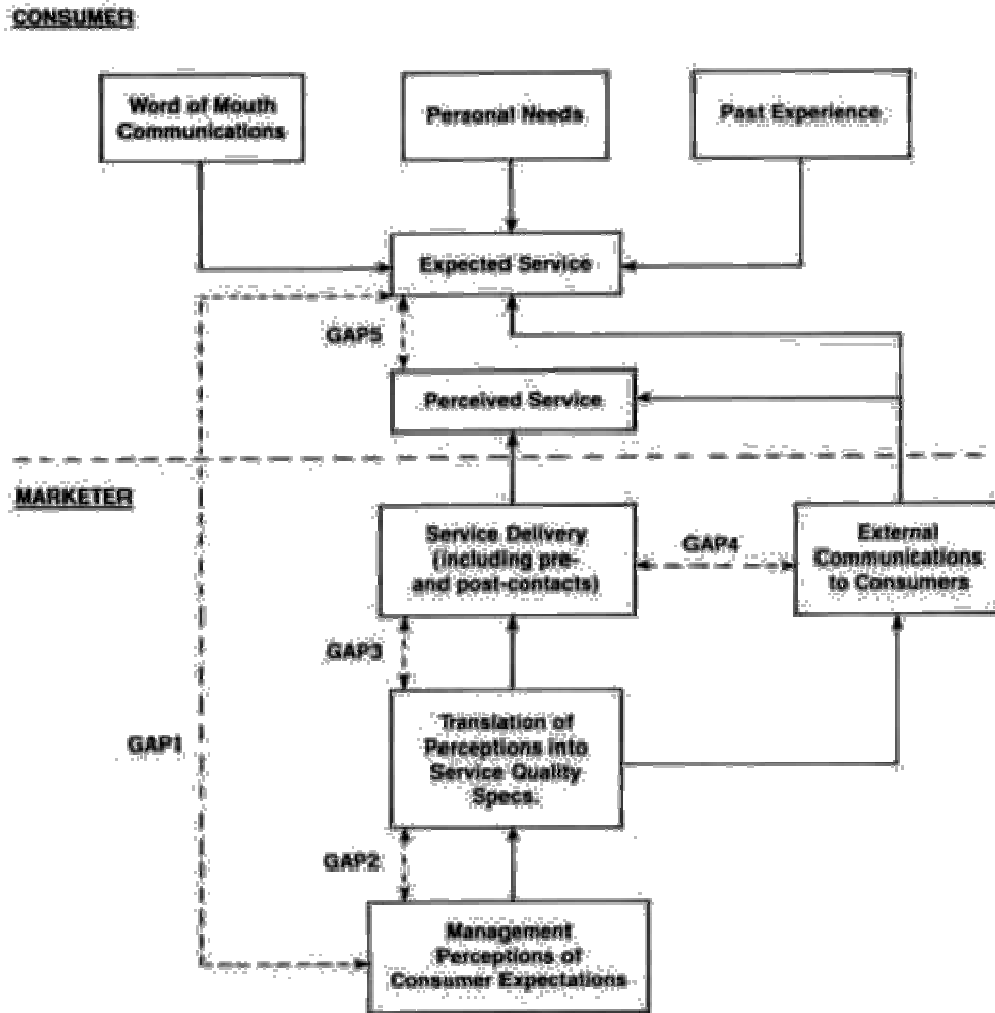 CONSUMER
Word of Mouth
Communications
Personal Needs
Past Experience
Expected Service
GAP5
Perceived Service
MARKETER
Service Delivery
(including pre-
and post-contacts)
GAP4
External
Communications
to Consumers
GAP3
Translation of
Perceptions into
Service Quality
Specs.
GAP1
GAP2
Management
Perceptions of
Consumer Expectations